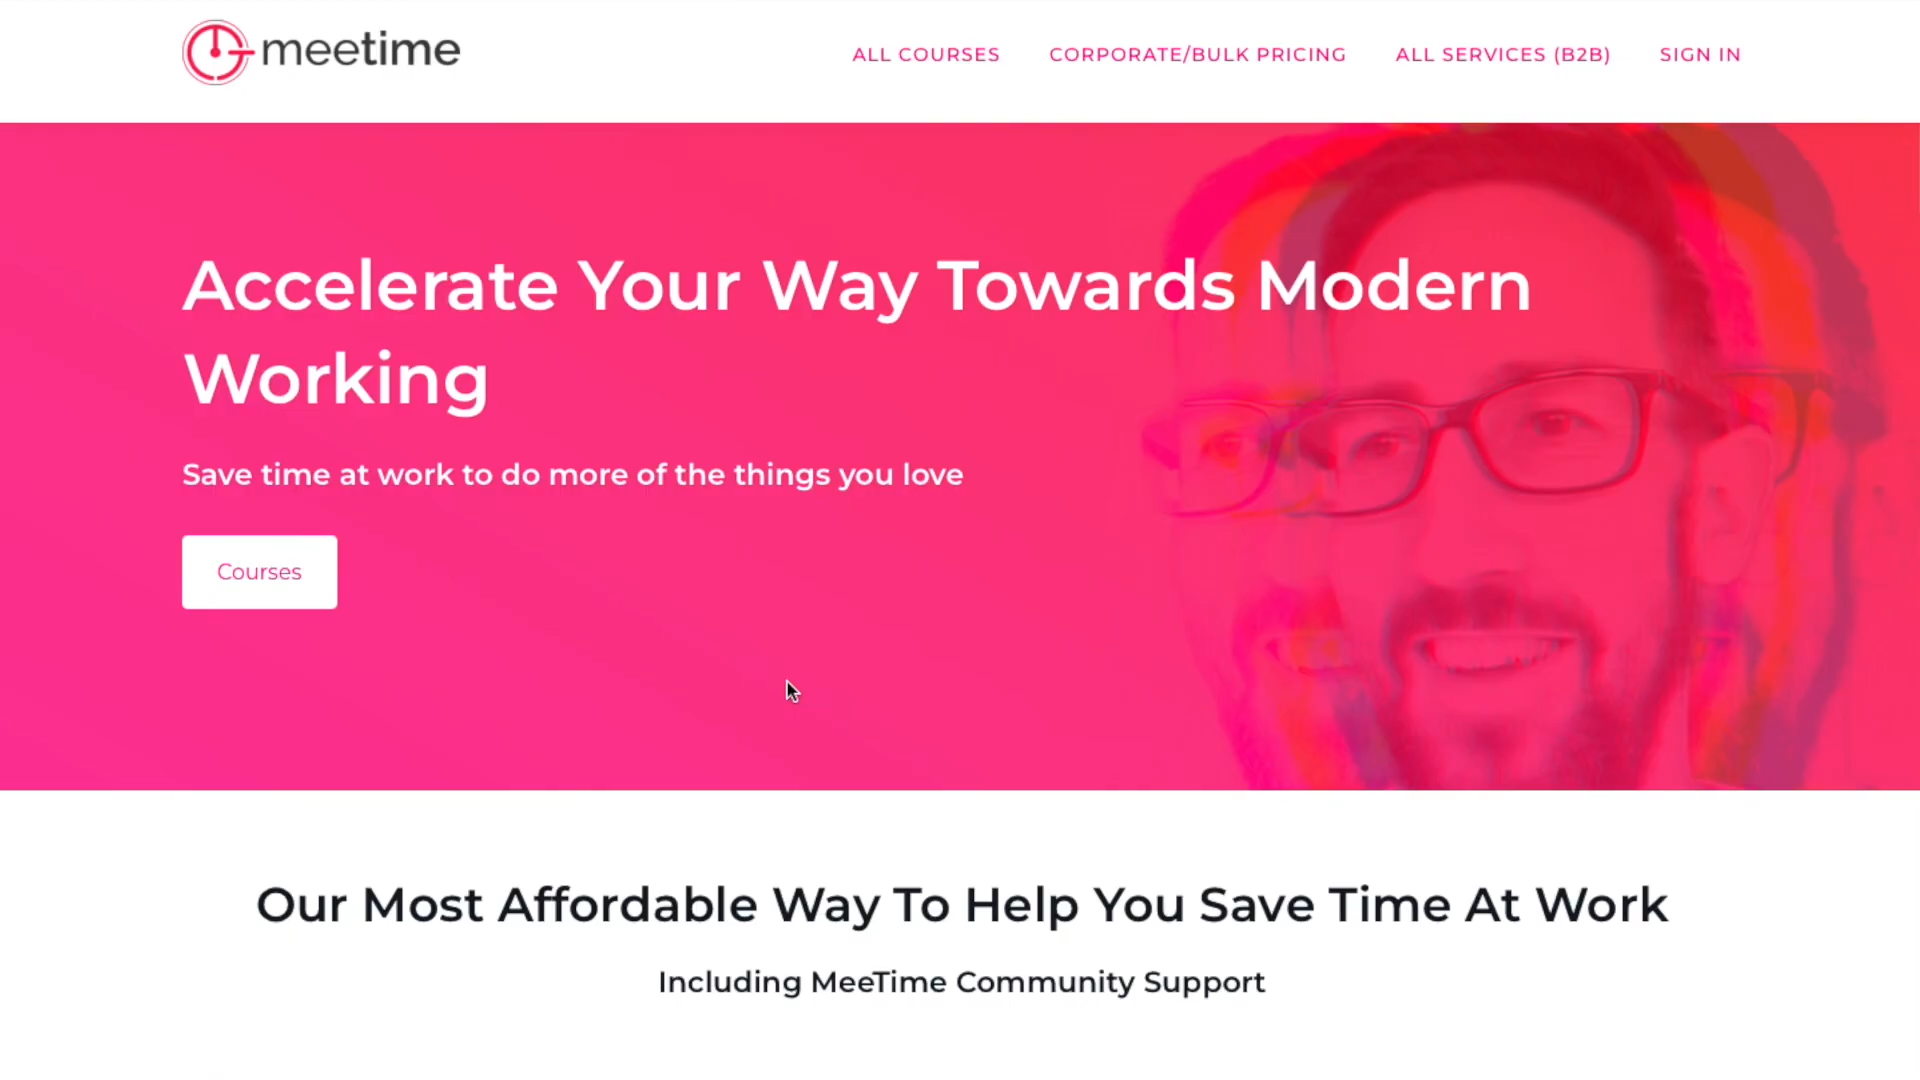 meetime
ALL COURSES
CORPORATE/BULK PRICING
ALL SERVICES (B2B)
SIGN IN
Accelerate Your Way Towards Modern
Working
Save time at work to do more of the things you love
Courses
Our Most Affordable Way To Help You Save Time At Work
Including MeeTime Community Support